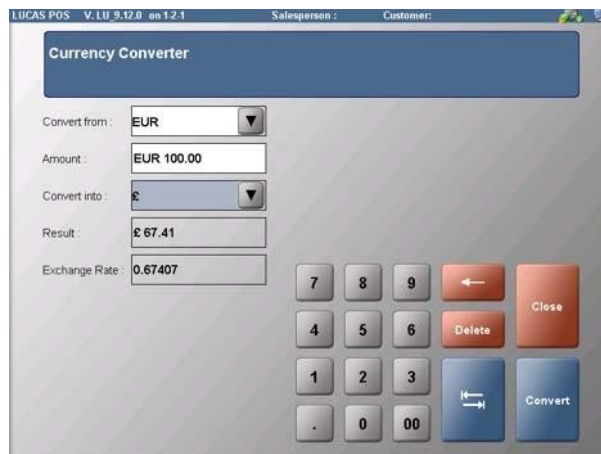 LUCAS POS V. LU_9.12.0 on 1-2-1 Salesperson : Customer:
Currency Converter
Convert from : EUR
Amount : EUR 100.00
Convert into : £
Result : £ 67.41
Exchange Rate : 0.67407
7 8 9
Close
4 5 6 Delete
1 2 3
Convert
. 0 00